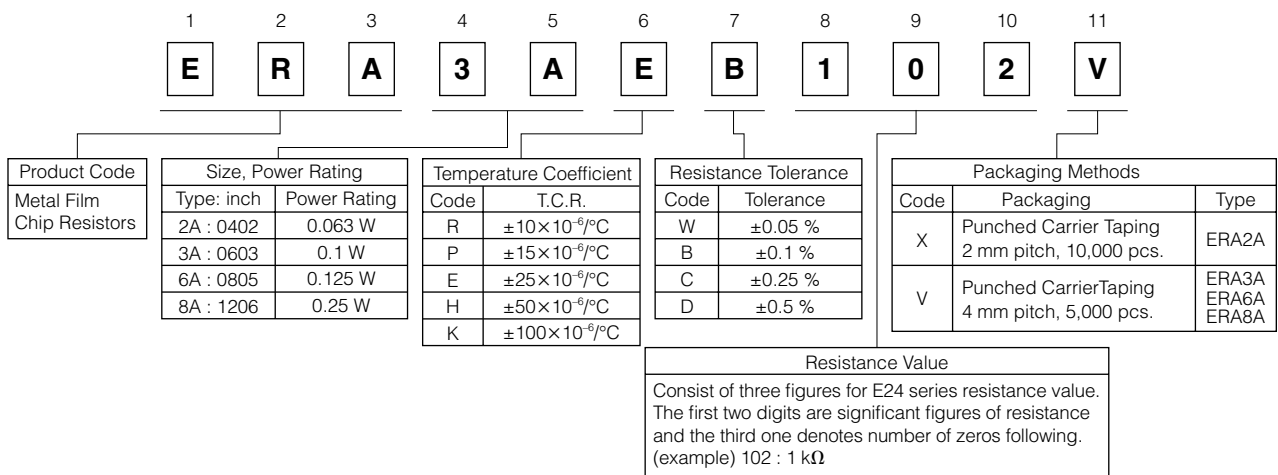 1 2 3 4 5 6 7 8 9 10 11
E R A 3 A E B 1 0 2 V
Product Code
Metal Film
Chip Resistors
Size, Power Rating
Type: inch Power Rating
2A : 0402 0.063 W
3A : 0603 0.1 W
6A : 0805 0.125 W
8A : 1206 0.25 W
Temperature Coefficient
Code T.C.R.
R ±10×10⁻⁶/°C
P ±15×10⁻⁶/°C
E ±25×10⁻⁶/°C
H ±50×10⁻⁶/°C
K ±100×10⁻⁶/°C
Resistance Tolerance
Code Tolerance
W ±0.05 %
B ±0.1 %
C ±0.25 %
D ±0.5 %
Packaging Methods
Code Packaging Type
X Punched Carrier Taping
2 mm pitch, 10,000 pcs. ERA2A
V Punched CarrierTaping
4 mm pitch, 5,000 pcs. ERA3A
ERA6A
ERA8A
Resistance Value
Consist of three figures for E24 series resistance value.
The first two digits are significant figures of resistance
and the third one denotes number of zeros following.
(example) 102 : 1 kΩ